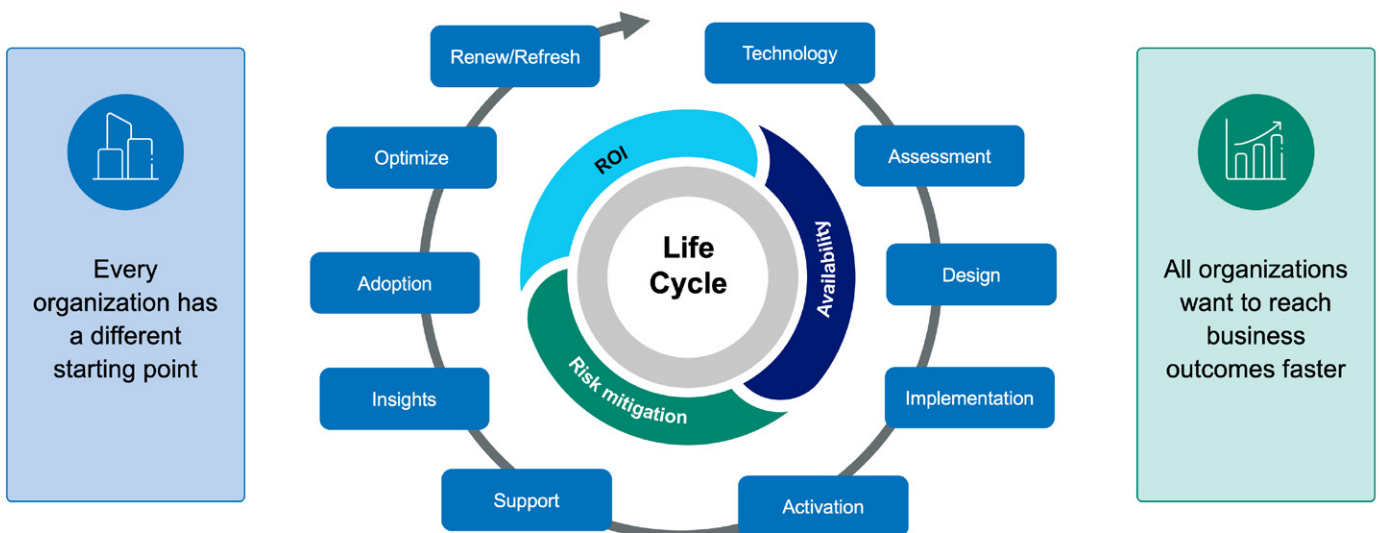 Every
organization has
a different
starting point
Renew/Refresh
Optimize
Adoption
Insights
Support
Technology
Assessment
Design
Implementation
Activation
ROI
Availability
Risk mitigation
Life
Cycle
All organizations
want to reach
business
outcomes faster